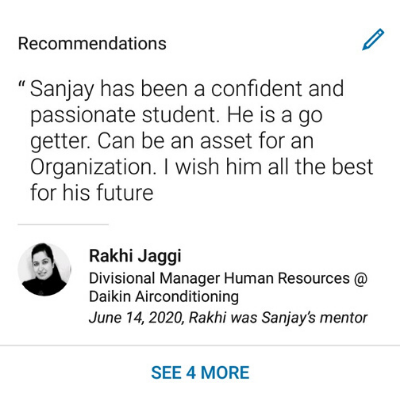 Recommendations
“ Sanjay has been a confident and
passionate student. He is a go
getter. Can be an asset for an
Organization. I wish him all the best
for his future
Rakhi Jaggi
Divisional Manager Human Resources @
Daikin Airconditioning
June 14, 2020, Rakhi was Sanjay's mentor
SEE 4 MORE